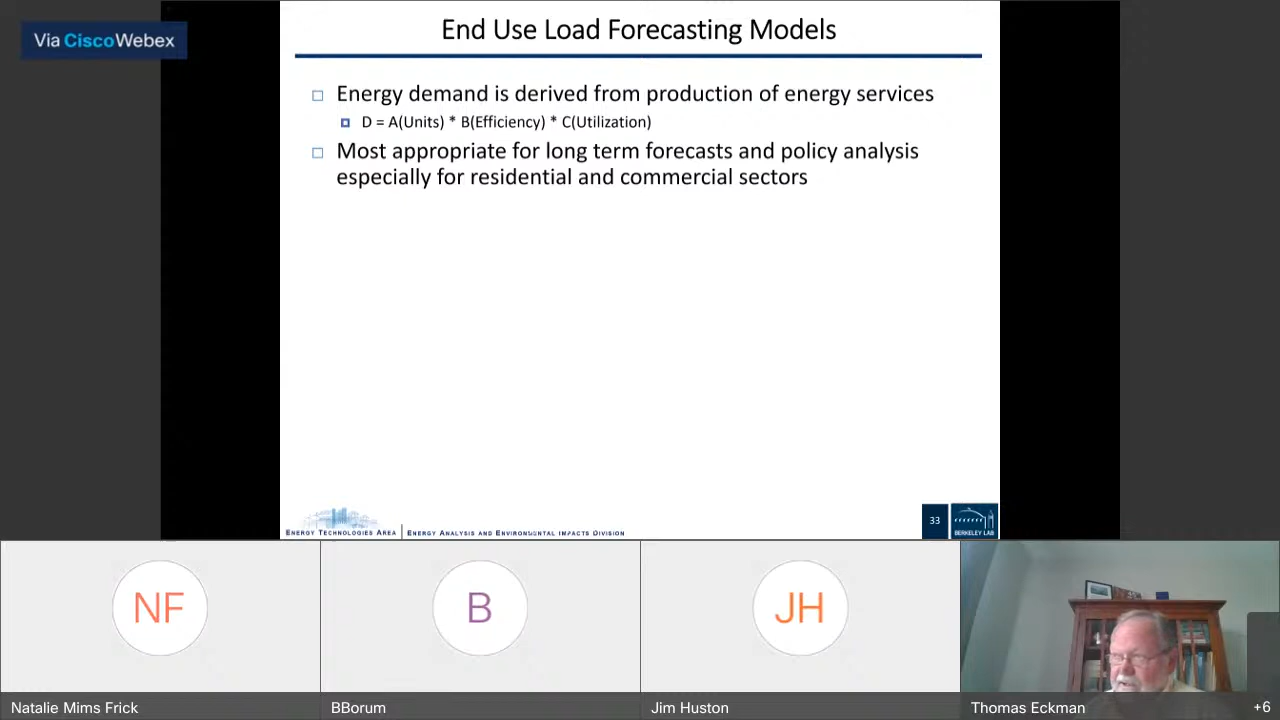 Via CiscoWebex
End Use Load Forecasting Models
Energy demand is derived from production of energy services
D = A(Units) * B(Efficiency) * C(Utilization)
Most appropriate for long term forecasts and policy analysis
especially for residential and commercial sectors
ENERGY TECHNOLOGIES AREA
ENERGY ANALYSIS AND ENVIRONMENTAL IMPACTS DIVISION
33
BERKELEY LAB
NF
B
JH
Natalie Mims Frick
BBorum
Jim Huston
Thomas Eckman
+6